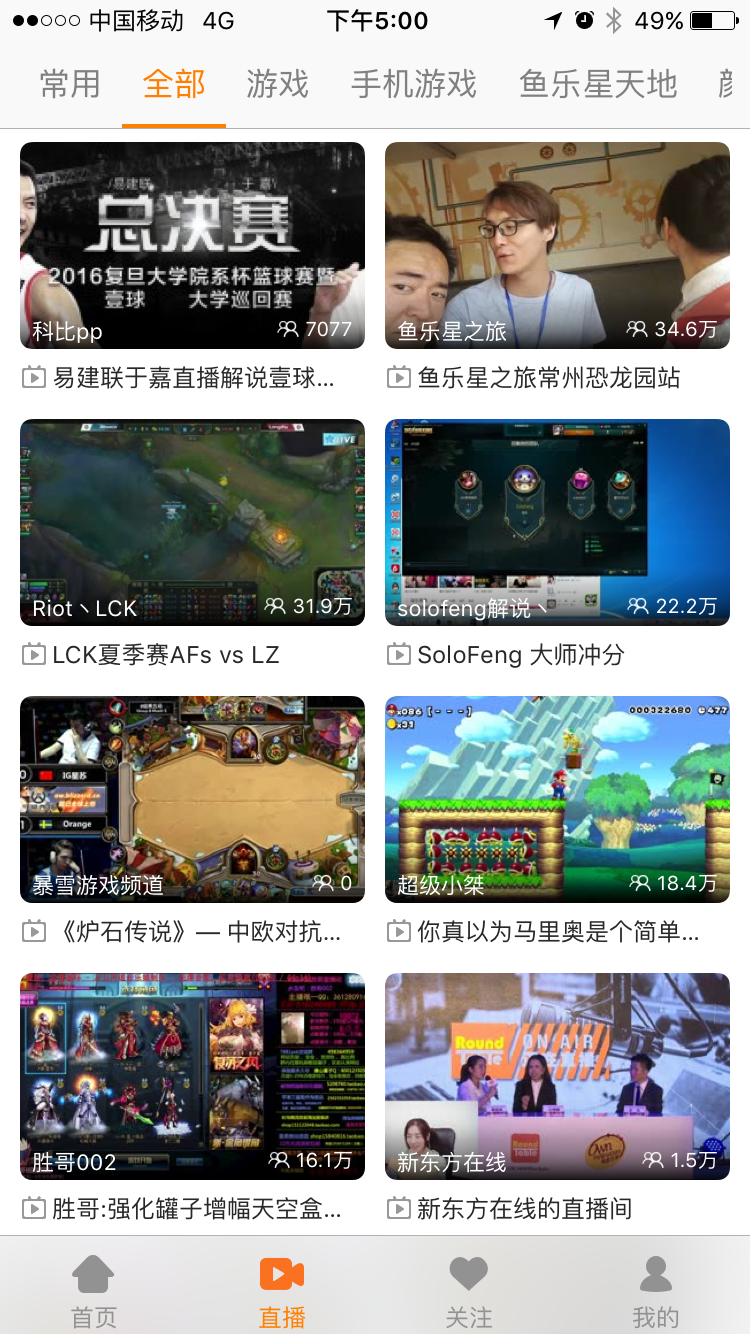 中国移动 4G 下午5:00 49%
常用 全部 游戏 手机游戏 鱼乐星天地
易建联 于嘉
总决赛
2016复旦大学院系杯篮球赛暨
壹球 大学巡回赛
科比pp 7077
鱼乐星之旅 34.6万
易建联于嘉直播解说壹球...
鱼乐星之旅常州恐龙园站
LIVE
Riot丶LCK 31.9万
solofeng解说丶 22.2万
LCK夏季赛AFs vs LZ
SoloFeng 大师冲分
IG星苏
Orange
暴雪游戏频道 0
x086 [ - - - ] 000322680 477
x31
超级小桀 18.4万
《炉石传说》— 中欧对抗...
你真以为马里奥是个简单...
胜哥002 16.1万
Round Table ON AIR
Round Table
新东方在线 1.5万
胜哥:强化罐子增幅天空盒...
新东方在线的直播间
首页 直播 关注 我的